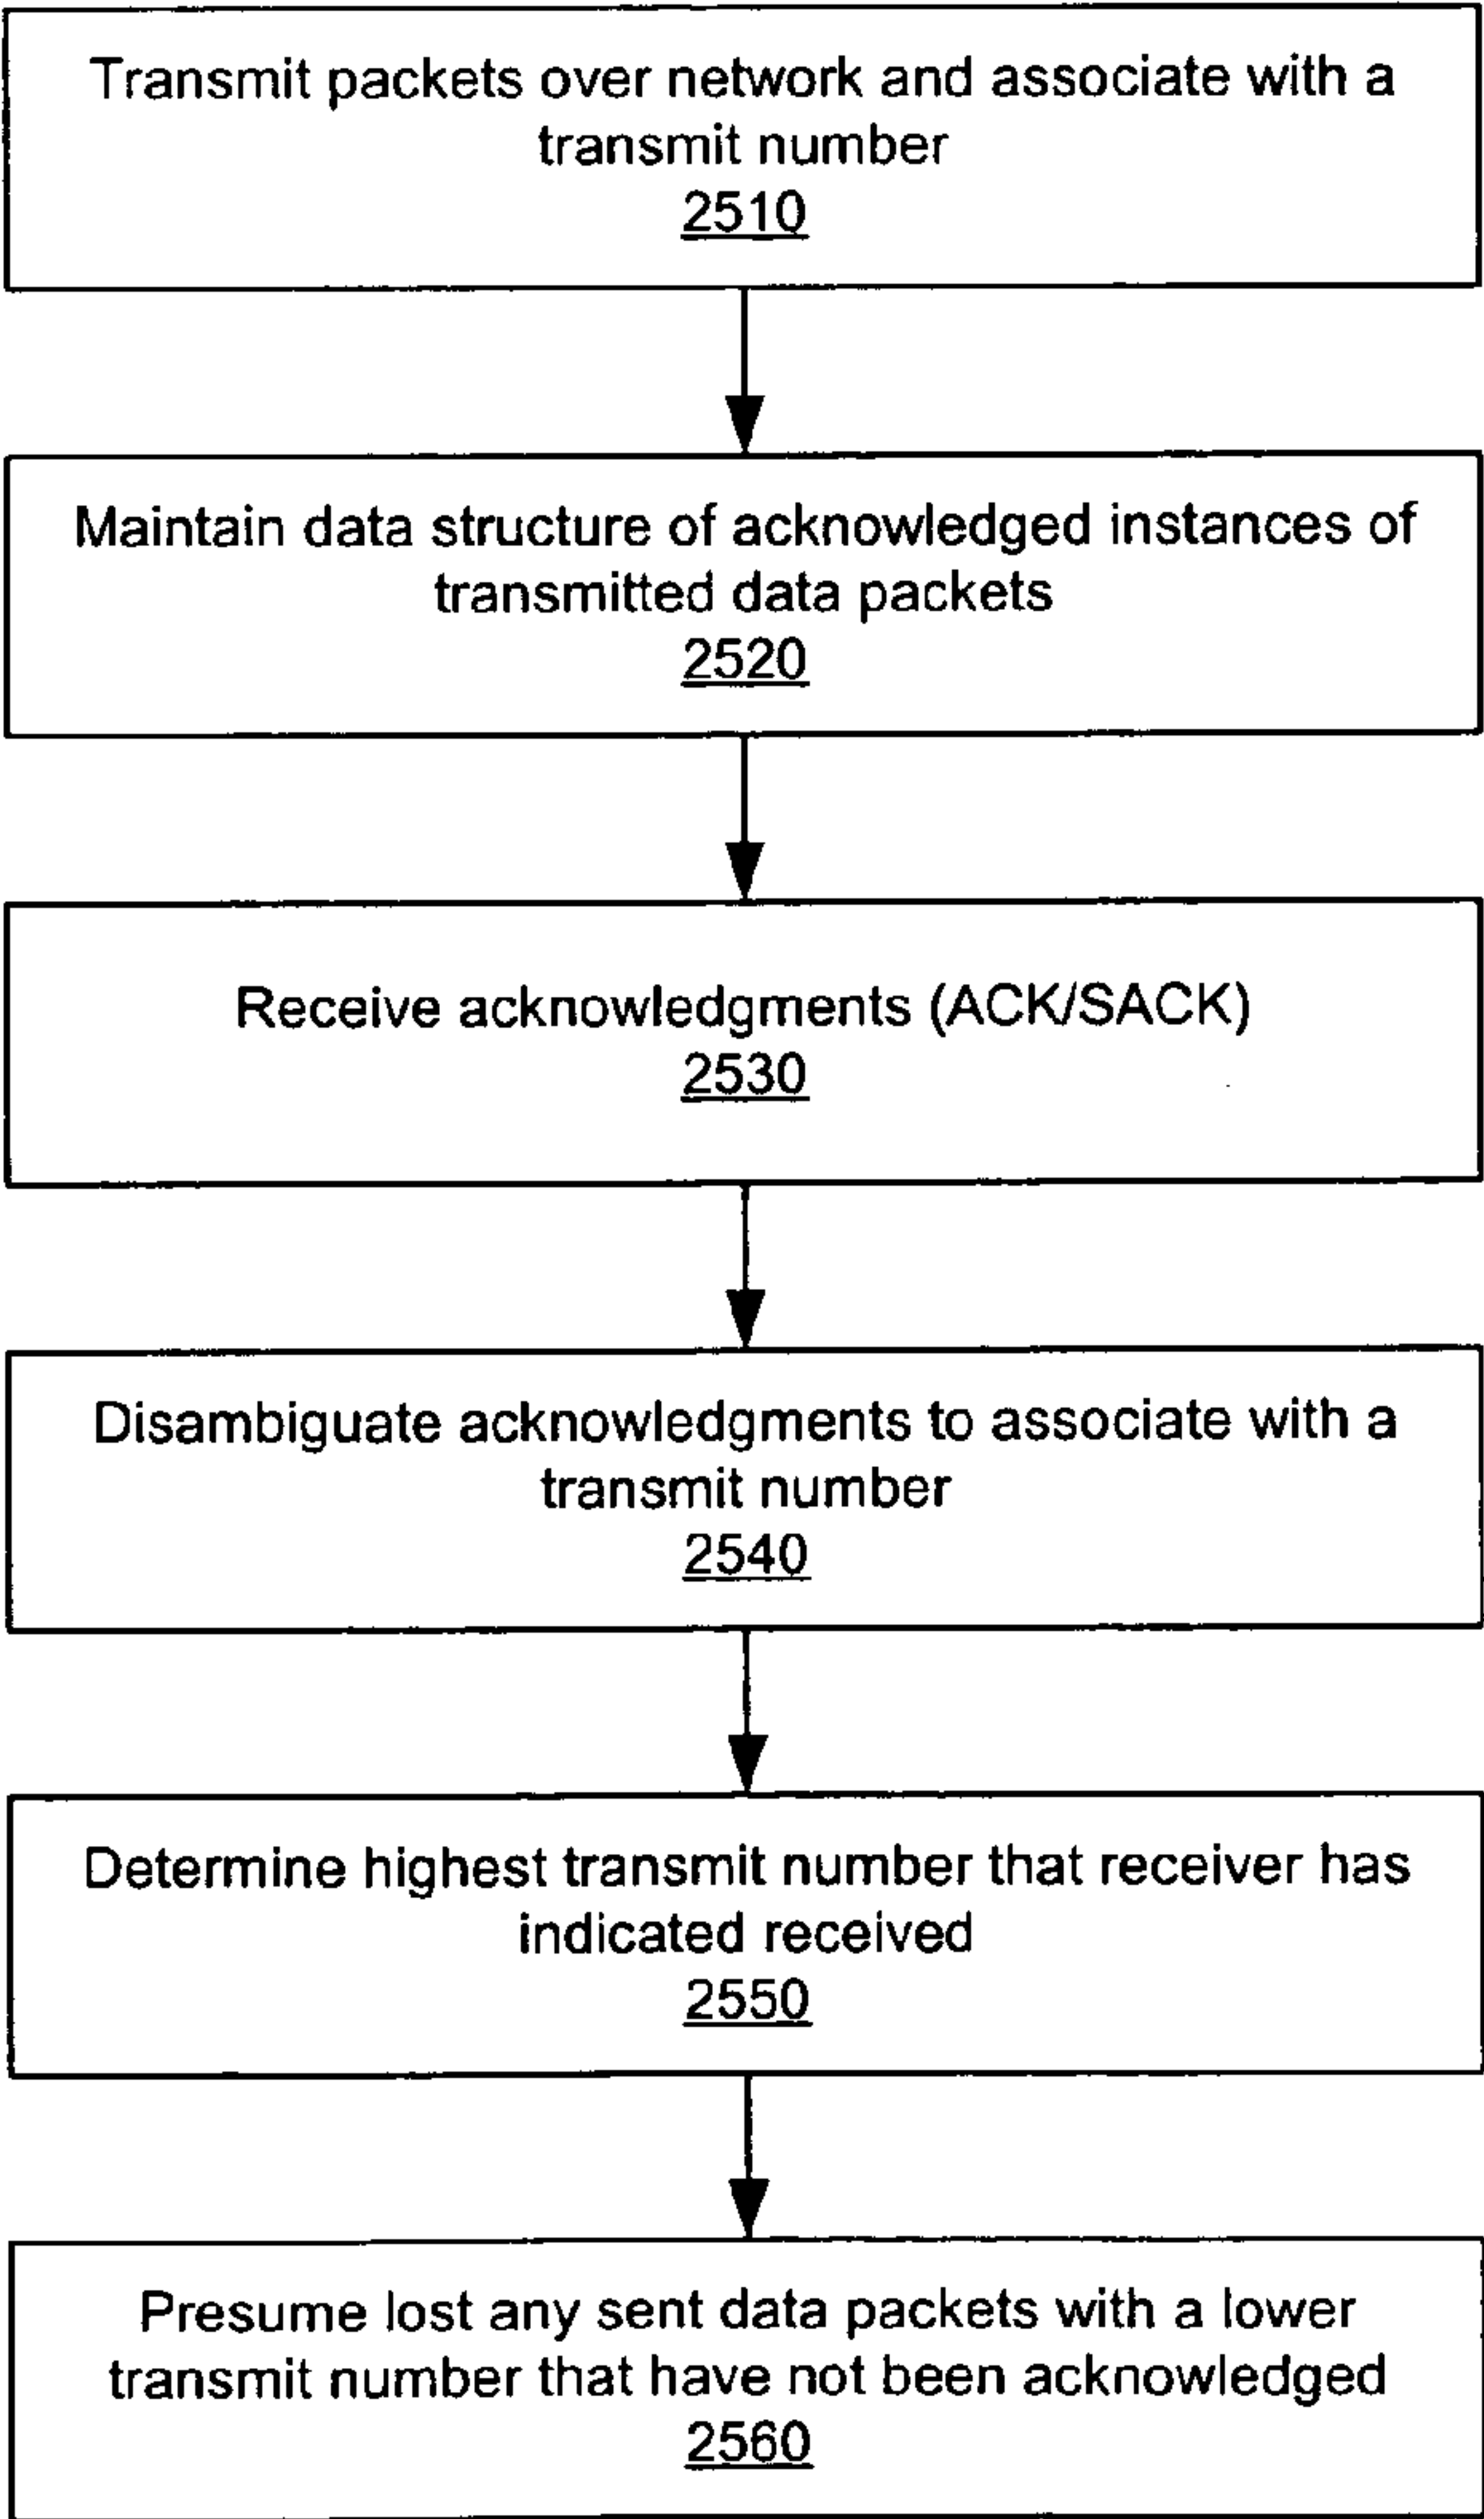 Transmit packets over network and associate with a
transmit number
2510
Maintain data structure of acknowledged instances of
transmitted data packets
2520
Receive acknowledgments (ACK/SACK)
2530
Disambiguate acknowledgments to associate with a
transmit number
2540
Determine highest transmit number that receiver has
indicated received
2550
Presume lost any sent data packets with a lower
transmit number that have not been acknowledged
2560